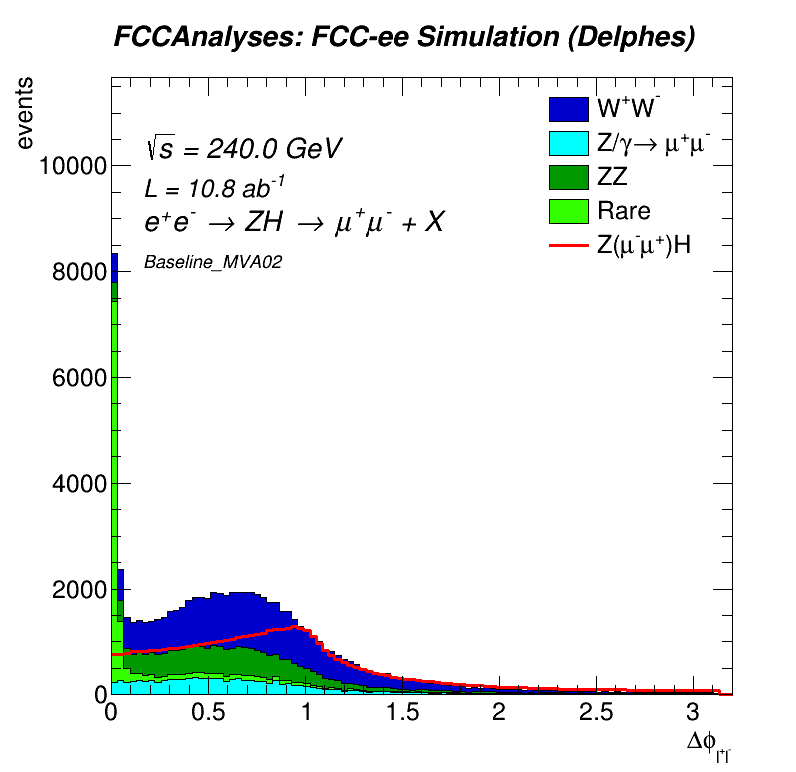 FCCAnalyses: FCC-ee Simulation (Delphes)
events
√s = 240.0 GeV
L = 10.8 ab⁻¹
e⁺e⁻ → ZH → μ⁺μ⁻ + X
Baseline_MVA02
W⁺W⁻
Z/γ→ μ⁺μ⁻
ZZ
Rare
Z(μ⁻μ⁺)H
10000
8000
6000
4000
2000
0
0 0.5 1 1.5 2 2.5 3
Δϕ_l⁺l⁻